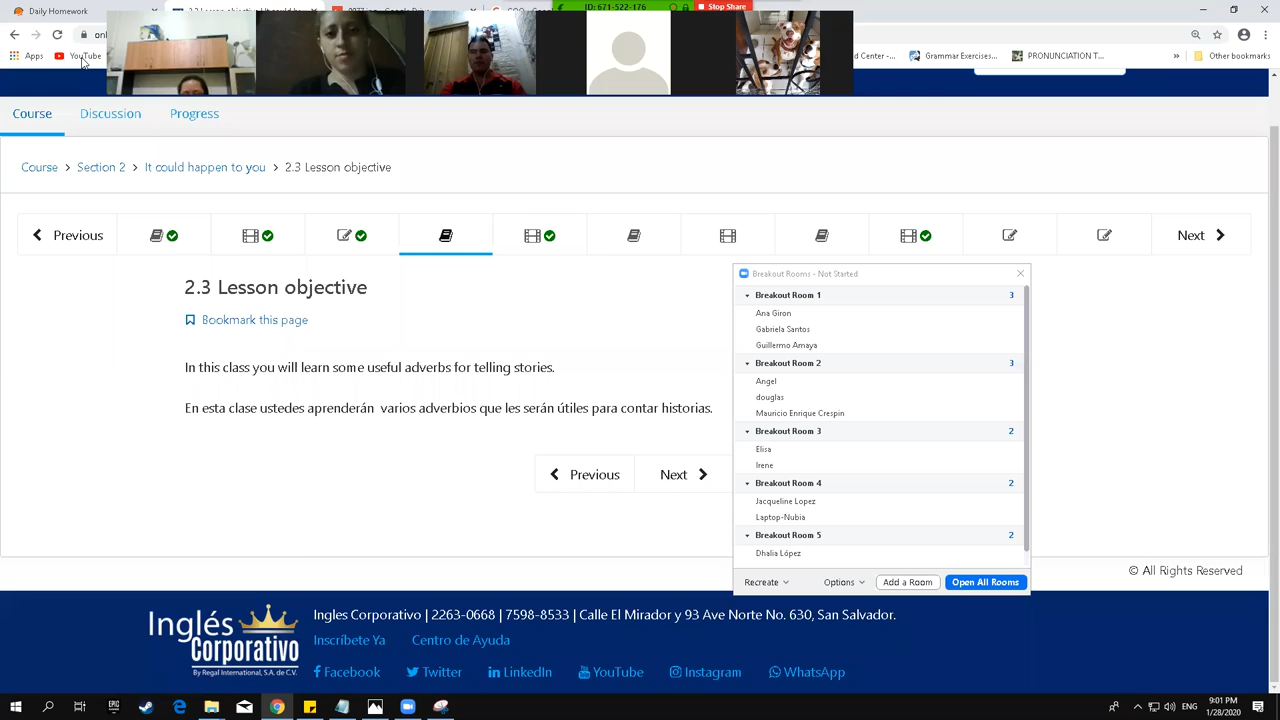 Daily Homework
ID: 671-522-176
Stop Share
Apps
YouTube
Grammar Exercises...
PRONUNCIATION T...
»
Other bookmarks
Course
Discussion
Progress
Course > Section 2 > It could happen to you > 2.3 Lesson objective
Previous
Next
2.3 Lesson objective
Bookmark this page
In this class you will learn some useful adverbs for telling stories.
En esta clase ustedes aprenderán varios adverbios que les serán útiles para contar historias.
Previous
Next
Breakout Rooms - Not Started
Breakout Room 1 3
Ana Giron
Gabriela Santos
Guillermo Amaya
Breakout Room 2 3
Angel
douglas
Mauricio Enrique Crespin
Breakout Room 3 2
Elisa
Irene
Breakout Room 4 2
Jacqueline Lopez
Laptop-Nubia
Breakout Room 5 2
Dhalia López
Recreate
Options
Add a Room
Open All Rooms
© All Rights Reserved
Inglés
Corporativo
By Regal International, S.A. de C.V.
Ingles Corporativo | 2263-0668 | 7598-8533 | Calle El Mirador y 93 Ave Norte No. 630, San Salvador.
Inscríbete Ya
Centro de Ayuda
Facebook
Twitter
LinkedIn
YouTube
Instagram
WhatsApp
ENG
9:01 PM
1/28/2020